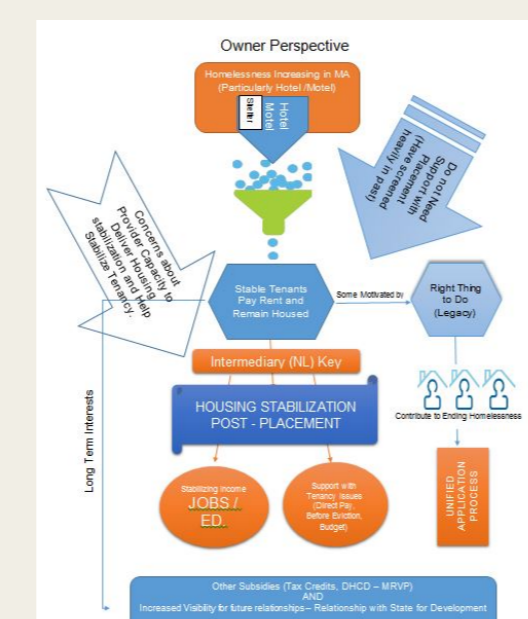 Owner Perspective
Homelessness Increasing in MA
(Particularly Hotel /Motel)
Shelter
Hotel
Motel
Do not Need
Support with
Placement
(Have screened
heavily in past)
Concerns about
Provider Capacity to
Deliver Housing
stabilization and Help
Stabilize Tenancy.
Stable Tenants
Pay Rent and
Remain Housed
Some Motivated by
Right Thing
to Do
(Legacy)
Intermediary (NL) Key
HOUSING STABILIZATION
POST - PLACEMENT
Contribute to Ending Homelessness
Long Term Interests
Stabilizing Income
JOBS /
ED.
Support with
Tenancy Issues
(Direct Pay,
Before Eviction,
Budget)
UNIFIED
APPLICATION
PROCESS
Other Subsidies (Tax Credits, DHCD – MRVP)
AND
Increased Visibility for future relationships – Relationship with State for Development